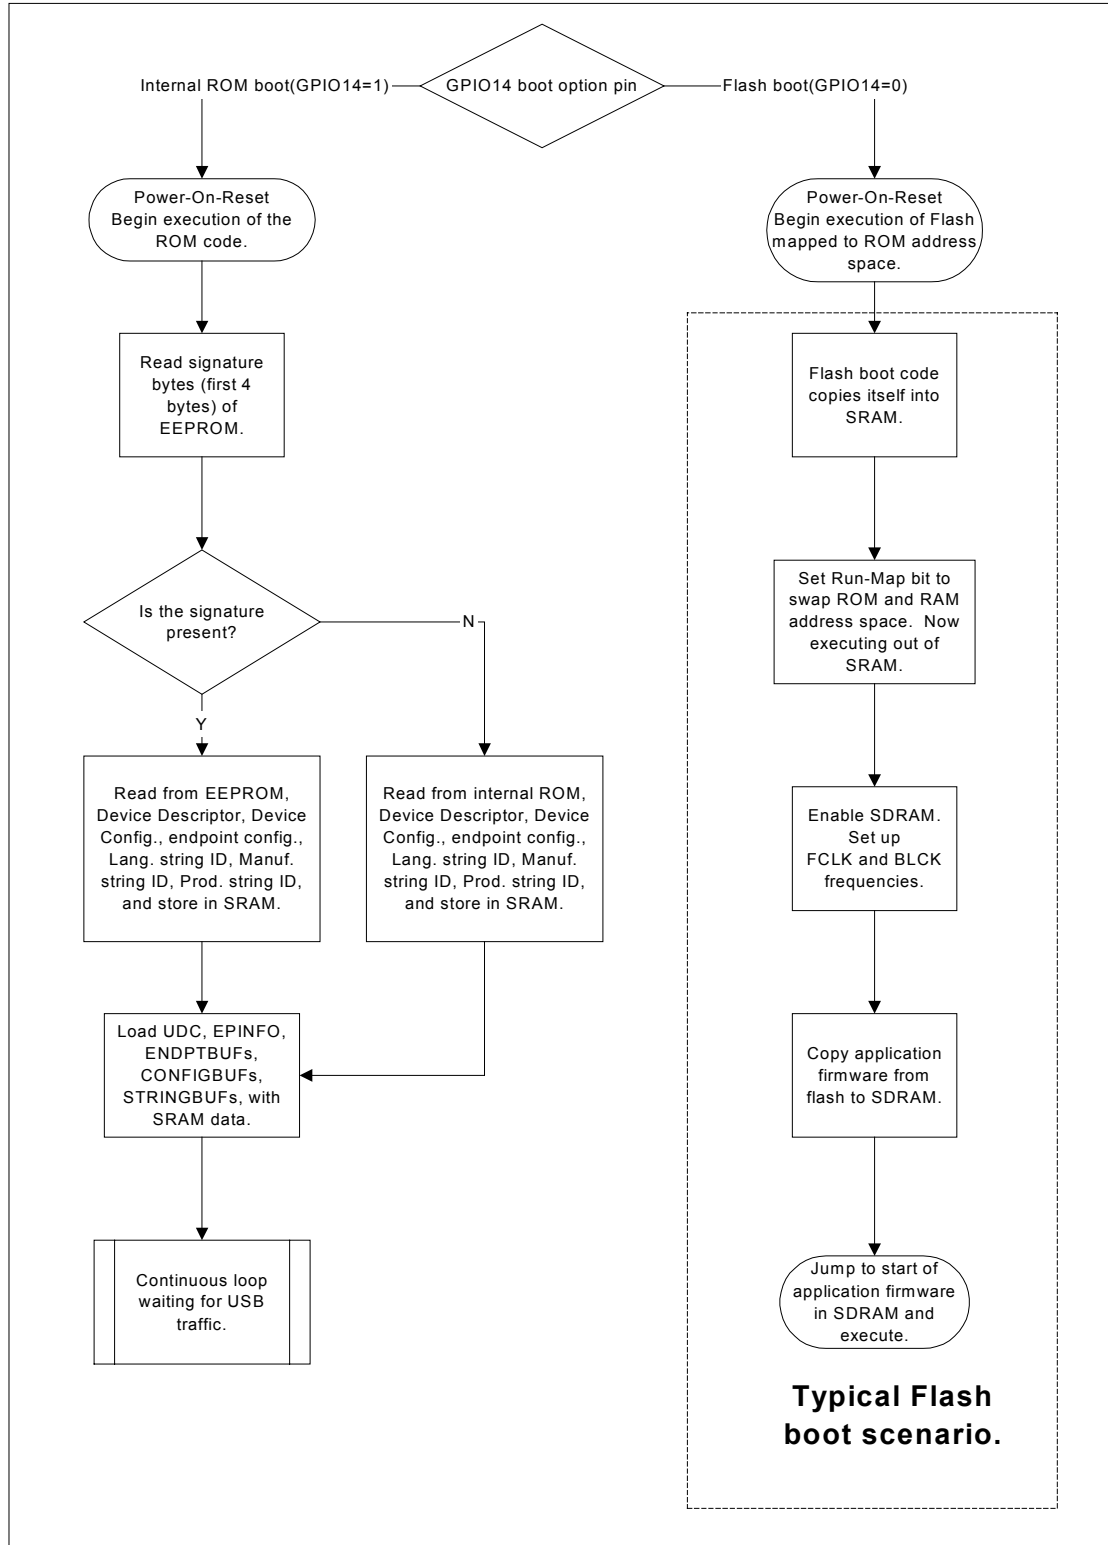 GPIO14 boot option pin
Internal ROM boot(GPIO14=1)
Flash boot(GPIO14=0)
Power-On-Reset
Begin execution of the
ROM code.
Read signature
bytes (first 4
bytes) of
EEPROM.
Is the signature
present?
N
Y
Read from EEPROM,
Device Descriptor, Device
Config., endpoint config.,
Lang. string ID, Manuf.
string ID, Prod. string ID,
and store in SRAM.
Read from internal ROM,
Device Descriptor, Device
Config., endpoint config.,
Lang. string ID, Manuf.
string ID, Prod. string ID,
and store in SRAM.
Load UDC, EPINFO,
ENDPTBUFs,
CONFIGBUFs,
STRINGBUFs, with
SRAM data.
Continuous loop
waiting for USB
traffic.
Power-On-Reset
Begin execution of Flash
mapped to ROM address
space.
Flash boot code
copies itself into
SRAM.
Set Run-Map bit to
swap ROM and RAM
address space.  Now
executing out of
SRAM.
Enable SDRAM.
Set up
FCLK and BLCK
frequencies.
Copy application
firmware from
flash to SDRAM.
Jump to start of
application firmware
in SDRAM and
execute.
Typical Flash
boot scenario.